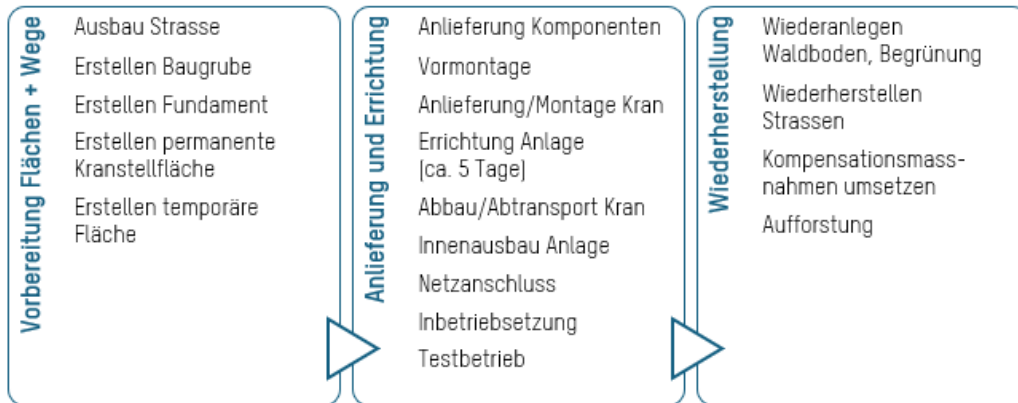 Vorbereitung Flächen + Wege
Ausbau Strasse
Erstellen Baugrube
Erstellen Fundament
Erstellen permanente
Kranstellfläche
Erstellen temporäre
Fläche
Anlieferung und Errichtung
Anlieferung Komponenten
Vormontage
Anlieferung/Montage Kran
Errichtung Anlage
(ca. 5 Tage)
Abbau/Abtransport Kran
Innenausbau Anlage
Netzanschluss
Inbetriebsetzung
Testbetrieb
Wiederherstellung
Wiederanlegen
Waldboden, Begrünung
Wiederherstellen
Strassen
Kompensationsmass-
nahmen umsetzen
Aufforstung